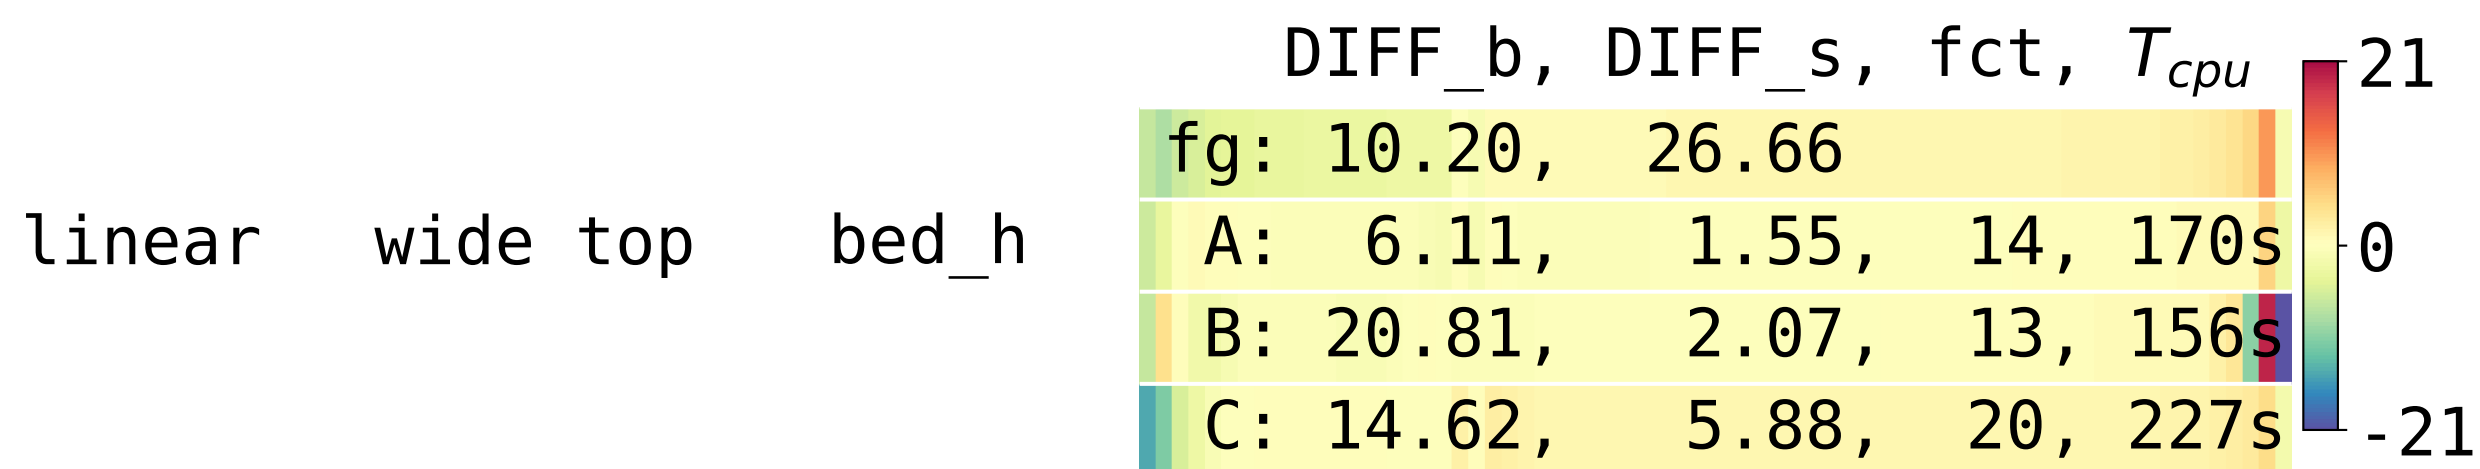 DIFF_b, DIFF_s, fct, T_cpu
21
fg: 10.20, 26.66
linear wide top bed_h A: 6.11, 1.55, 14, 170s
0
B: 20.81, 2.07, 13, 156s
C: 14.62, 5.88, 20, 227s
-21